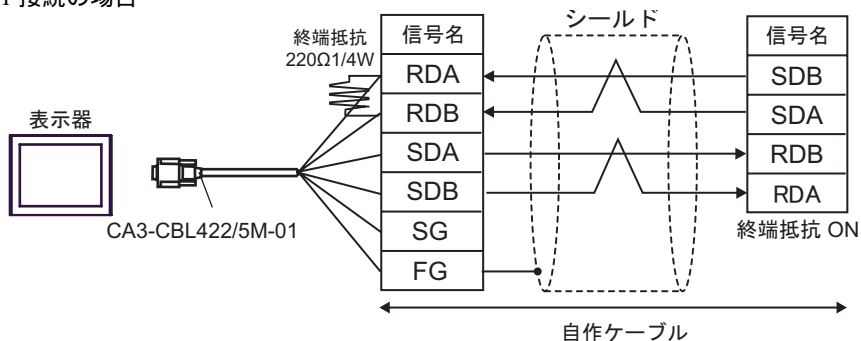 接続の場合
シールド
終端抵抗
220Ω1/4W
信号名
RDA
RDB
SDA
SDB
SG
FG
信号名
SDB
SDA
RDB
RDA
終端抵抗 ON
表示器
CA3-CBL422/5M-01
自作ケーブル